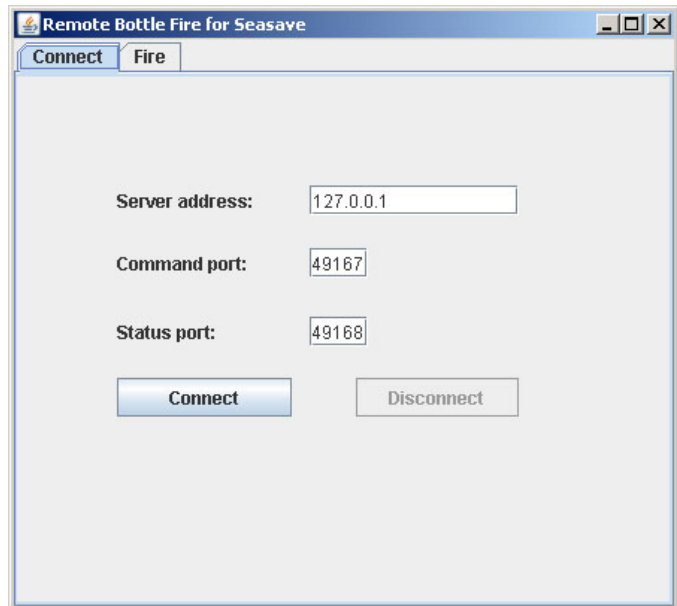 Remote Bottle Fire for Seasave
Connect Fire
Server address: 127.0.0.1
Command port: 49167
Status port: 49168
Connect Disconnect